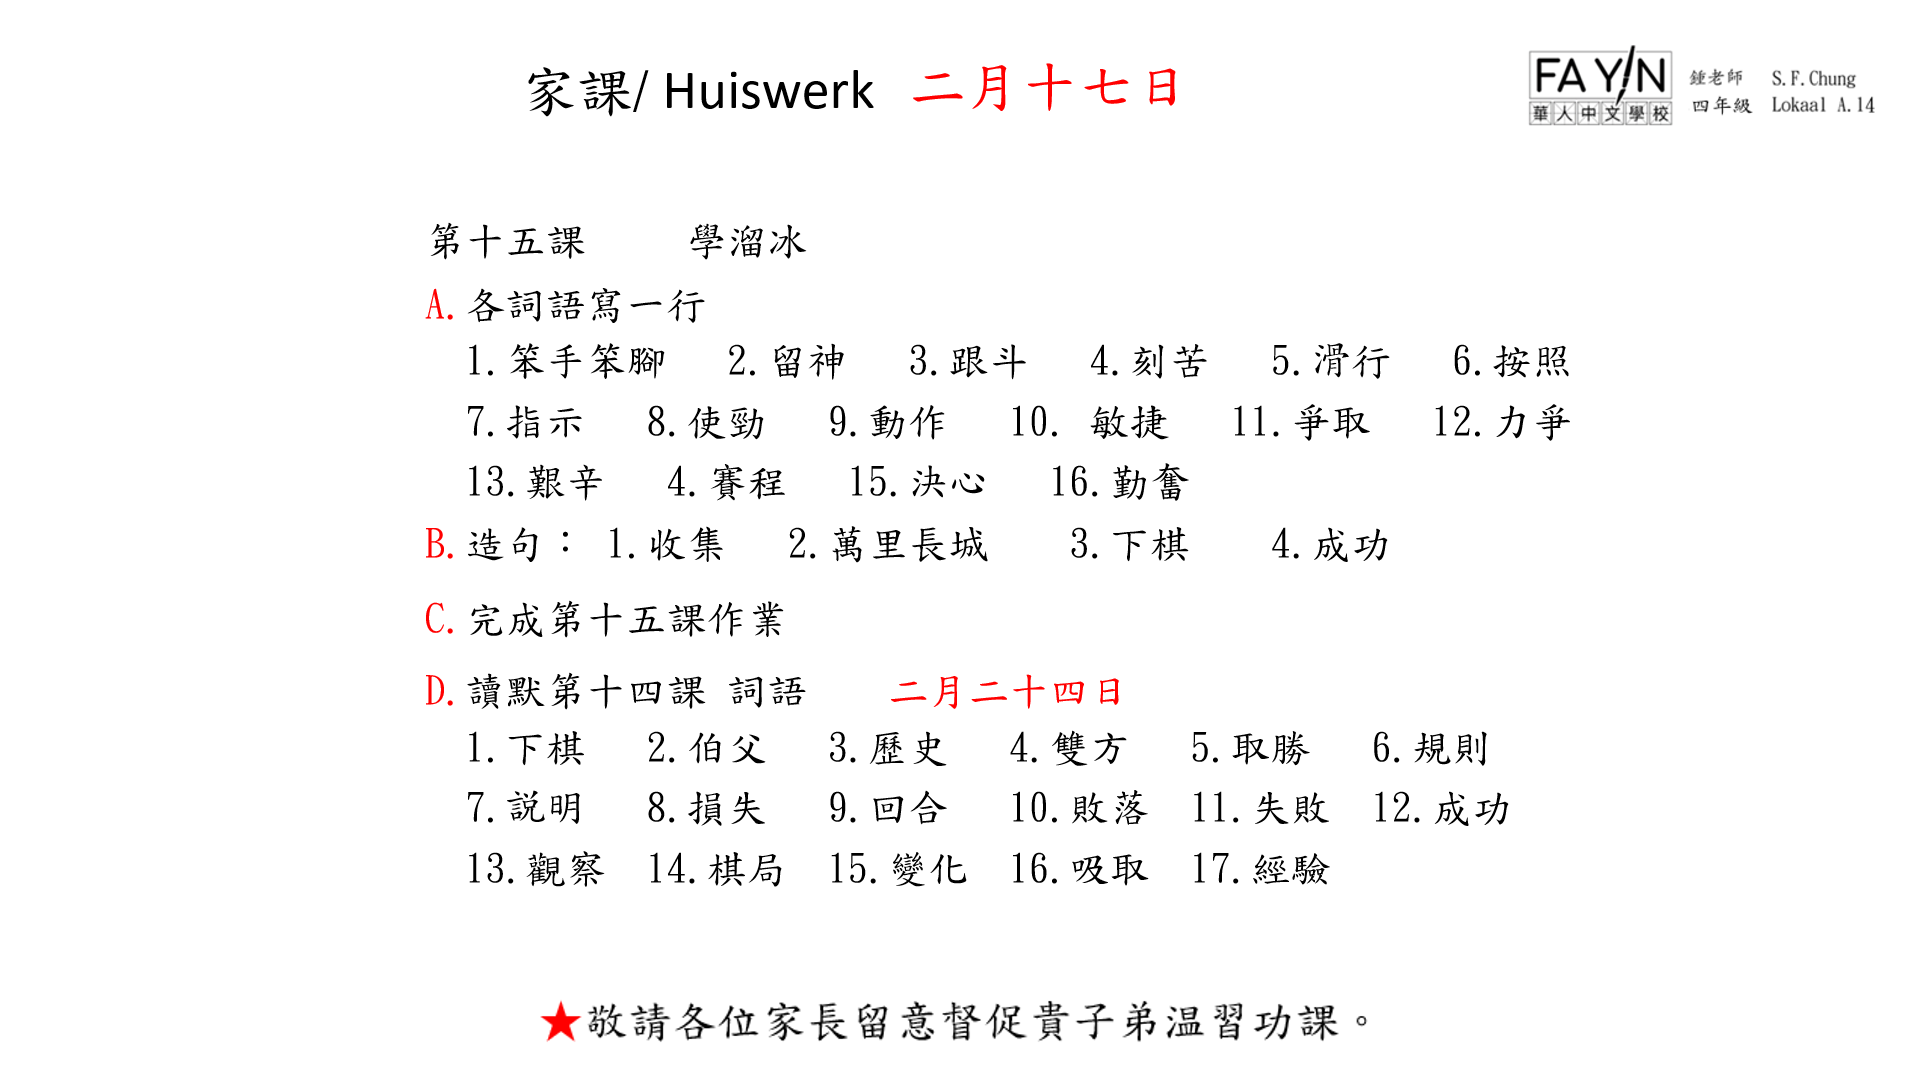 家課/ Huiswerk 二月十七日
FAYIN
華人中文學校
鍾老師 S.F.Chung
四年級 Lokaal A.14
第十五課 學溜冰
A.各詞語寫一行
1.笨手笨腳 2.留神 3.跟斗 4.刻苦 5.滑行 6.按照
7.指示 8.使勁 9.動作 10. 敏捷 11.爭取 12.力爭
13.艱辛 4.賽程 15.決心 16.勤奮
B.造句： 1.收集 2.萬里長城 3.下棋 4.成功
C.完成第十五課作業
D.讀默第十四課 詞語 二月二十四日
1.下棋 2.伯父 3.歷史 4.雙方 5.取勝 6.規則
7.説明 8.損失 9.回合 10.敗落 11.失敗 12.成功
13.觀察 14.棋局 15.變化 16.吸取 17.經驗
★敬請各位家長留意督促貴子弟温習功課。